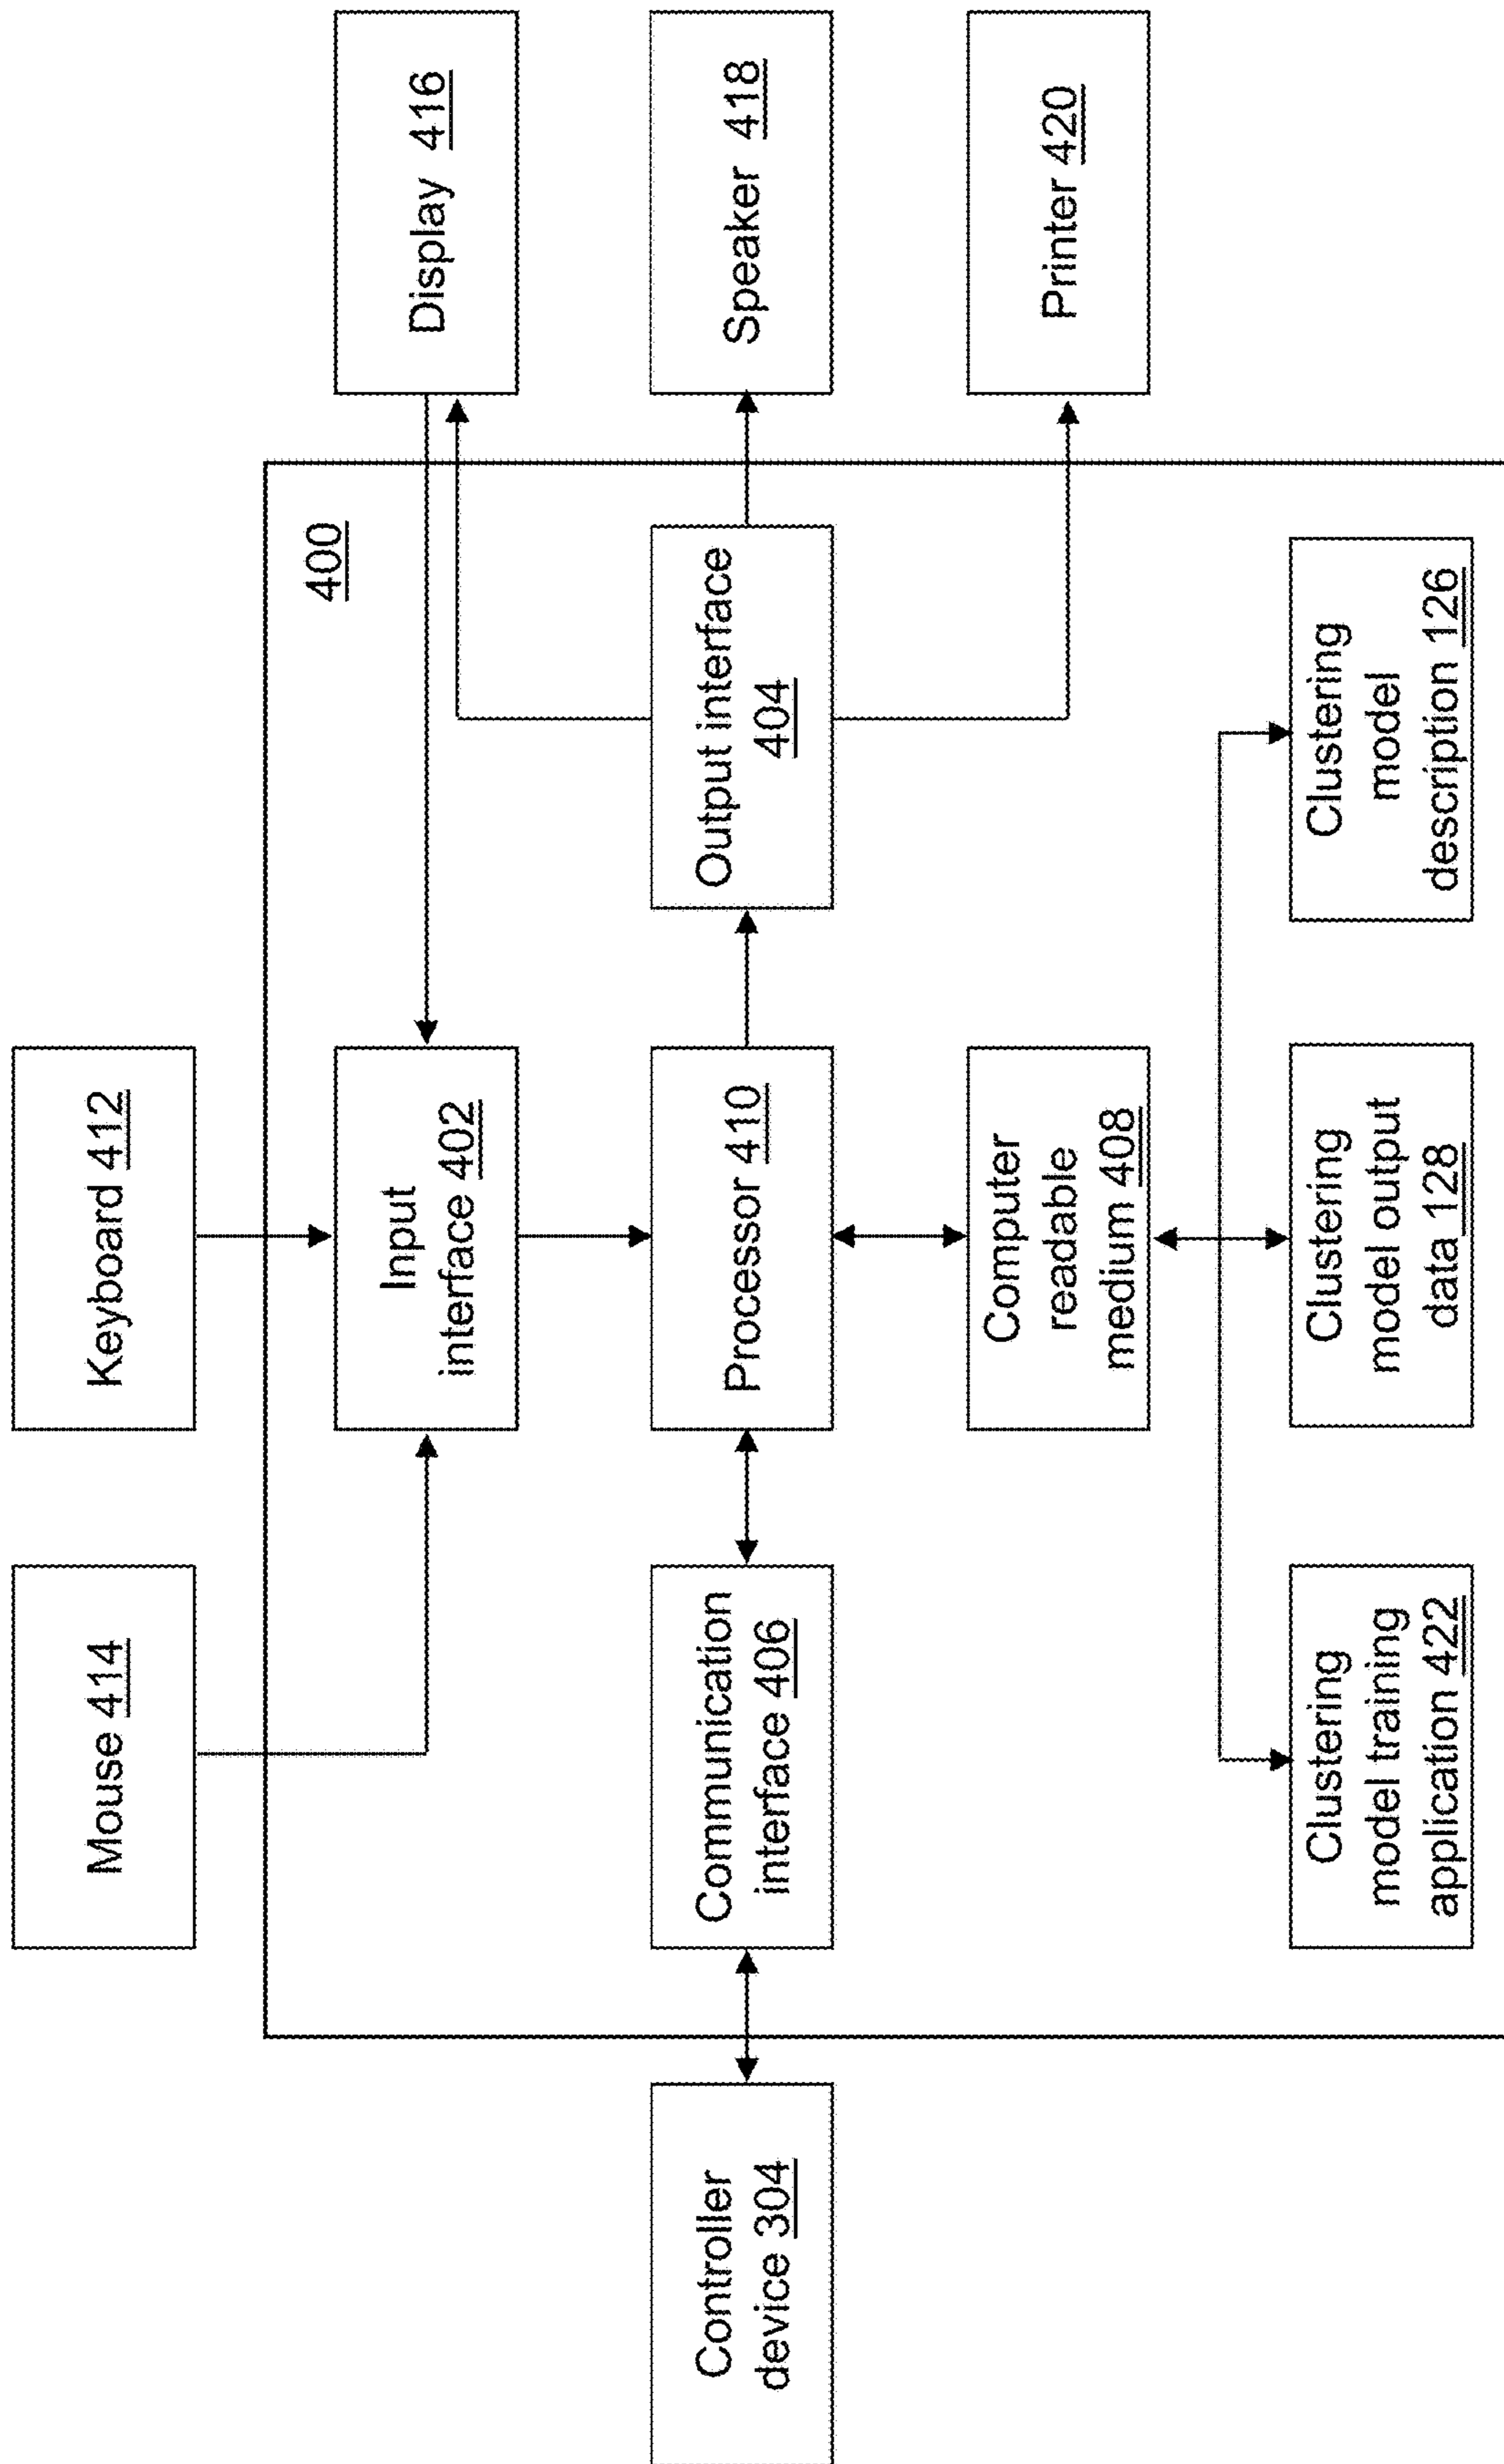 Mouse 414
Keyboard 412
400
Display 416
Input
interface 402
Controller
device 304
Communication
interface 406
Processor 410
Output interface
404
Speaker 418
Computer
readable
medium 408
Printer 420
Clustering
model training
application 422
Clustering
model output
data 128
Clustering
model
description 126